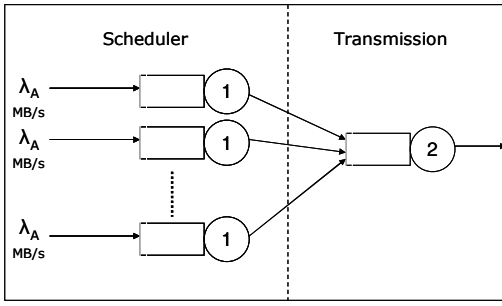 Scheduler
Transmission
λA
MB/s
1
λA
MB/s
1
2
λA
MB/s
1